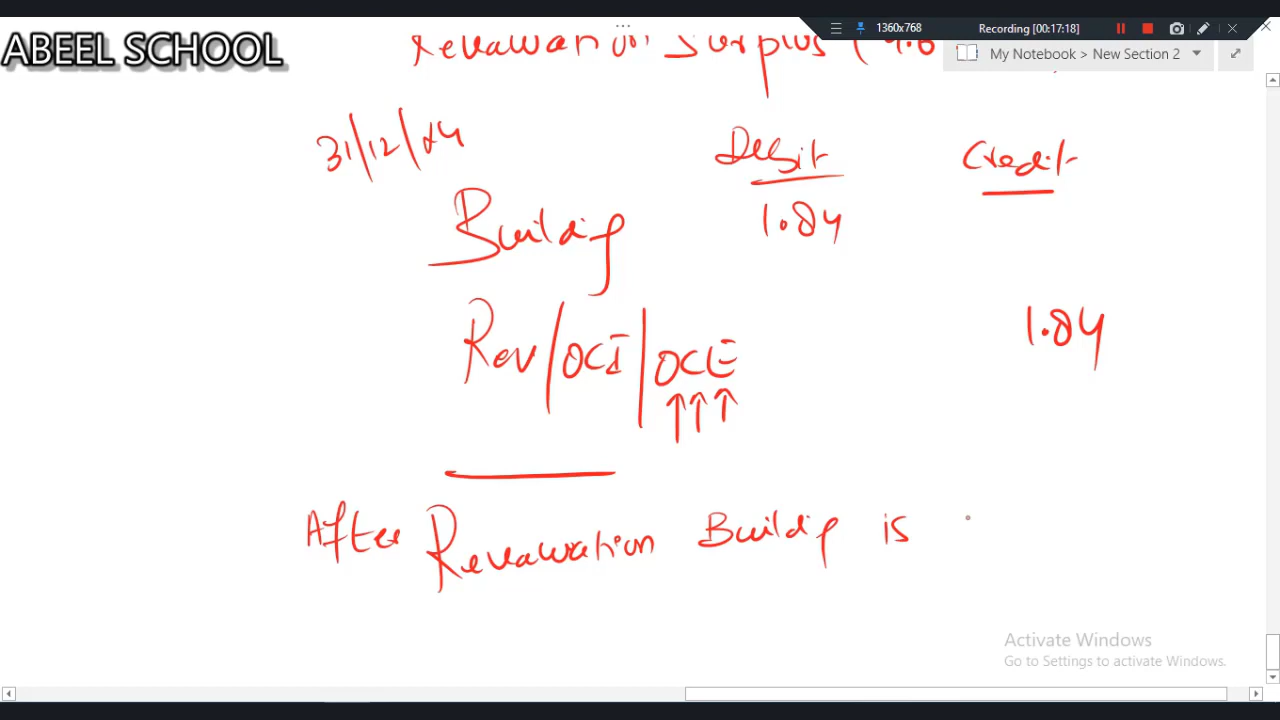 ABEEL SCHOOL
1360x768
Recording [00:17:18]
My Notebook > New Section 2
Revaluation Surplus (
31/12/x4
Debit Credit
Building 1.84
Rev/OCI/OCE 1.84
After Revaluation Building is
Activate Windows
Go to Settings to activate Windows.